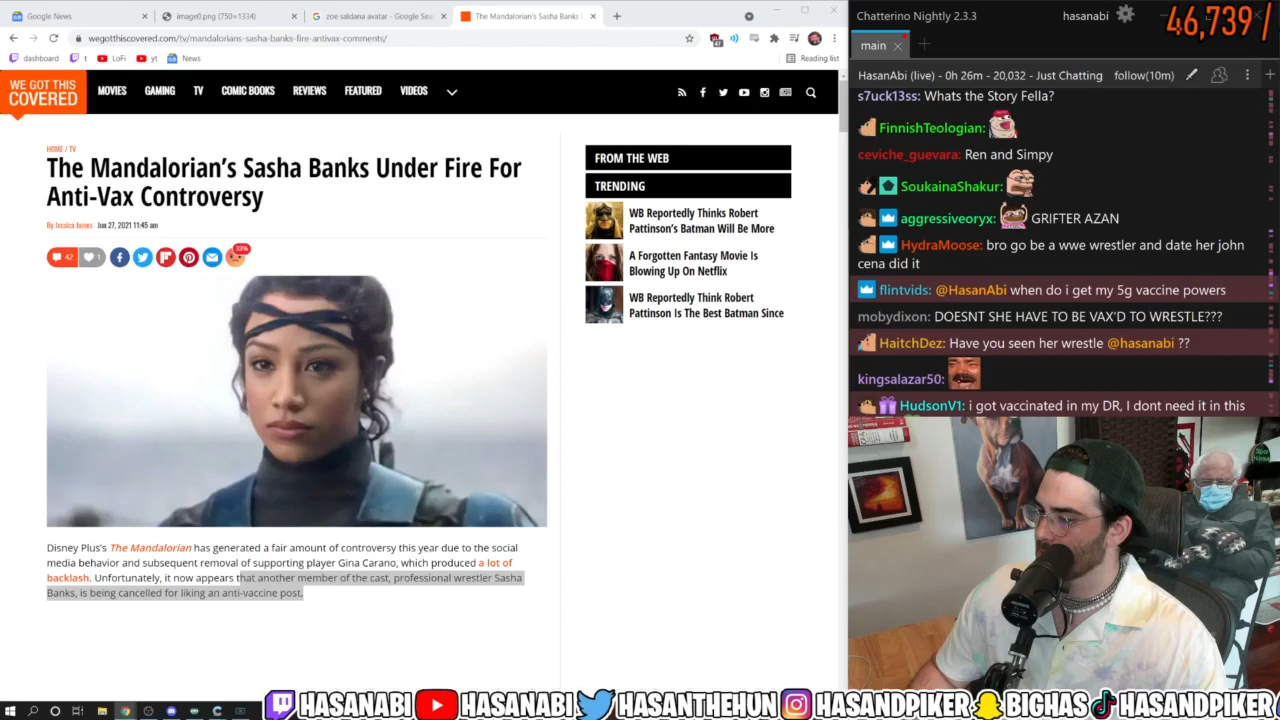 Google News
image0.png (750×1334)
zoe saldana avatar - Google Sea
The Mandalorian's Sasha Banks U
wegotthiscovered.com/tv/mandalorians-sasha-banks-fire-antivax-comments/
47
dashboard
t
LoFi
yt
News
Reading list
WE GOT THIS
COVERED
MOVIES
GAMING
TV
COMIC BOOKS
REVIEWS
FEATURED
VIDEOS
HOME / TV
The Mandalorian's Sasha Banks Under Fire For
Anti-Vax Controversy
By Jessica James Jun 27, 2021 11:45 am
42
1
33%
Disney Plus's The Mandalorian has generated a fair amount of controversy this year due to the social
media behavior and subsequent removal of supporting player Gina Carano, which produced a lot of
backlash. Unfortunately, it now appears that another member of the cast, professional wrestler Sasha
Banks, is being cancelled for liking an anti-vaccine post.
FROM THE WEB
TRENDING
WB Reportedly Thinks Robert
Pattinson's Batman Will Be More
A Forgotten Fantasy Movie Is
Blowing Up On Netflix
WB Reportedly Think Robert
Pattinson Is The Best Batman Since
Chatterino Nightly 2.3.3
hasanabi
46,739 /
main
HasanAbi (live) - 0h 26m - 20,032 - Just Chatting
follow(10m)
s7uck13ss: Whats the Story Fella?
FinnishTeologian:
ceviche_guevara: Ren and Simpy
SoukainaShakur:
aggressiveoryx: GRIFTER AZAN
HydraMoose: bro go be a wwe wrestler and date her john
cena did it
flintvids: @HasanAbi when do i get my 5g vaccine powers
mobydixon: DOESNT SHE HAVE TO BE VAX'D TO WRESTLE???
HaitchDez: Have you seen her wrestle @hasanabi ??
kingsalazar50:
HudsonV1: i got vaccinated in my DR, I dont need it in this
HASANABI
HASANABI
HASANTHEHUN
HASANDPIKER
BIGHAS
HASANDPIKER